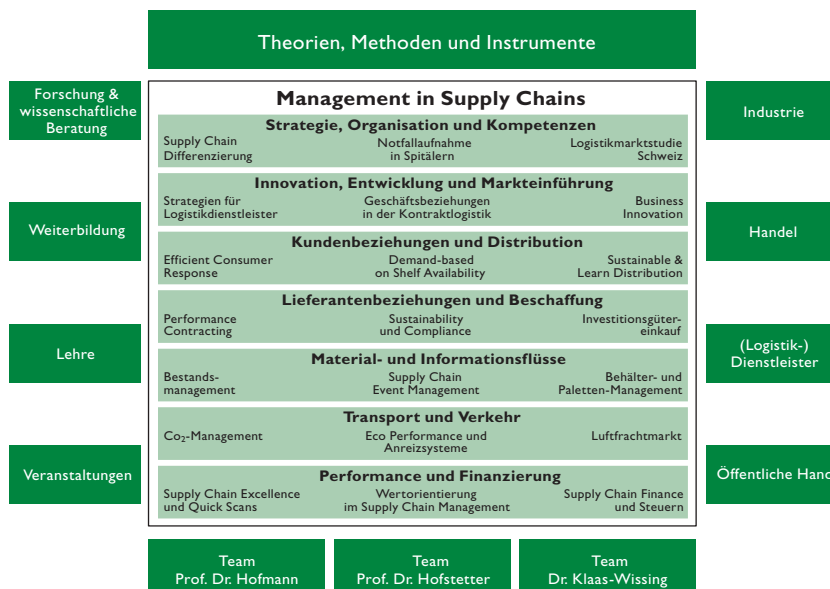 Theorien, Methoden und Instrumente
Forschung &
wissenschaftliche
Beratung
Weiterbildung
Lehre
Veranstaltungen
Management in Supply Chains
Strategie, Organisation und Kompetenzen
Supply Chain
Differenzierung
Notfallaufnahme
in Spitälern
Logistikmarktstudie
Schweiz
Innovation, Entwicklung und Markteinführung
Strategien für
Logistikdienstleister
Geschäftsbeziehungen
in der Kontraktlogistik
Business
Innovation
Kundenbeziehungen und Distribution
Efficient Consumer
Response
Demand-based
on Shelf Availability
Sustainable &
Learn Distribution
Lieferantenbeziehungen und Beschaffung
Performance
Contracting
Sustainability
und Compliance
Investitionsgüter-
einkauf
Material- und Informationsflüsse
Bestands-
management
Supply Chain
Event Management
Behälter- und
Paletten-Management
Transport und Verkehr
Co₂-Management
Eco Performance und
Anreizsysteme
Luftfrachtmarkt
Performance und Finanzierung
Supply Chain Excellence
und Quick Scans
Wertorientierung
im Supply Chain Management
Supply Chain Finance
und Steuern
Industrie
Handel
(Logistik-)
Dienstleister
Öffentliche Hand
Team
Prof. Dr. Hofmann
Team
Prof. Dr. Hofstetter
Team
Dr. Klaas-Wissing